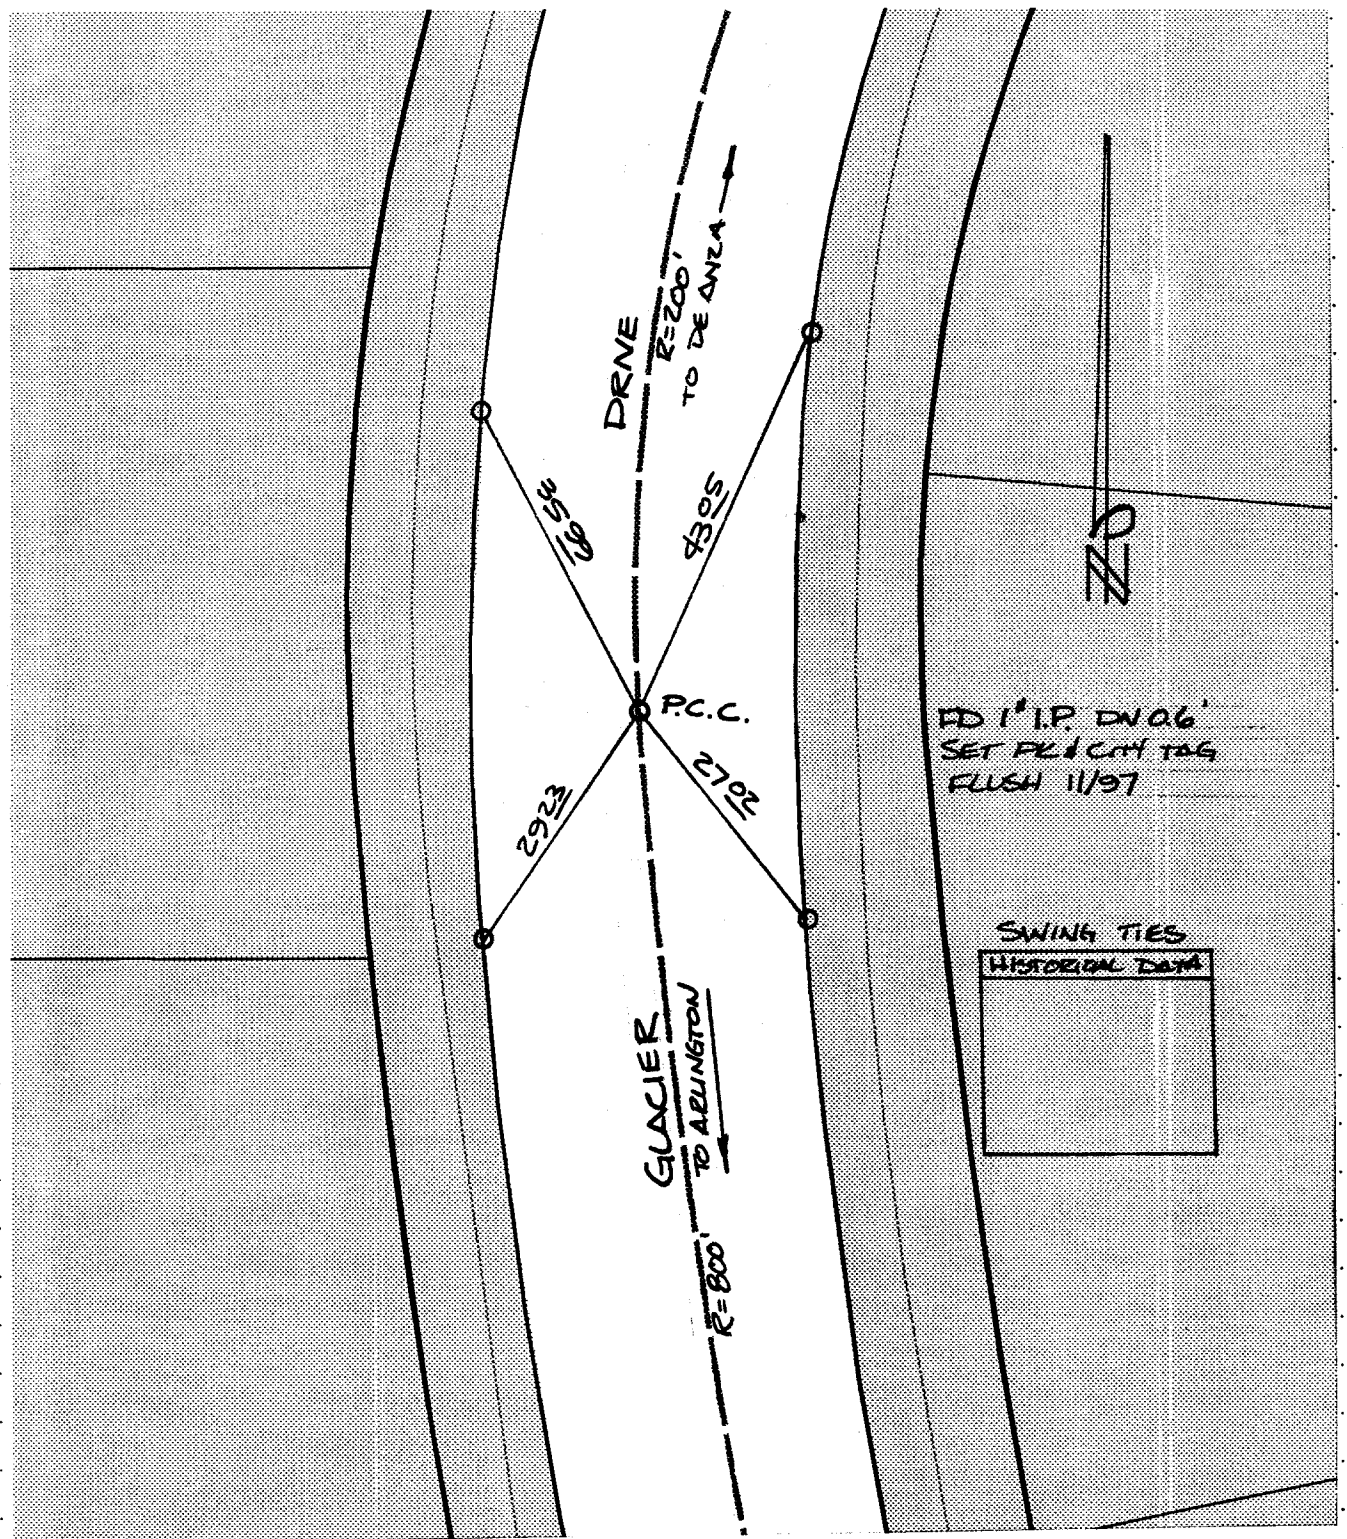 DRIVE
R=200'
TO DE ANZA
4305
P.C.C.
2923
2702
FD 1" I.P. DN 0.6'
SET PK & CITY TAG
FLUSH 11/97
SWING TIES
HISTORICAL DATA
GLACIER
TO ARLINGTON
R=800'
N